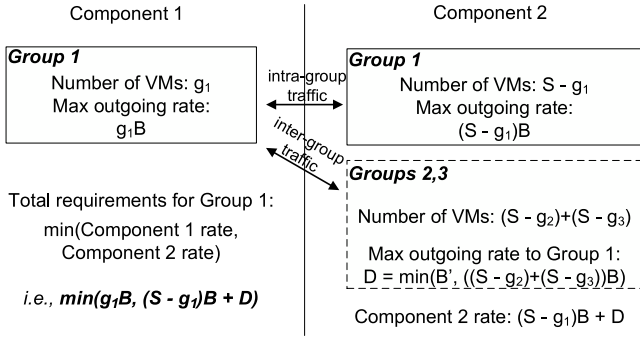 Component 1
Component 2
Group 1
Number of VMs: g₁
Max outgoing rate:
g₁B
intra-group
traffic
Group 1
Number of VMs: S - g₁
Max outgoing rate:
(S - g₁)B
inter-group
traffic
Groups 2,3
Number of VMs: (S - g₂)+(S - g₃)
Max outgoing rate to Group 1:
D = min(B', ((S - g₂)+(S - g₃))B)
Total requirements for Group 1:
min(Component 1 rate,
Component 2 rate)
i.e., min(g₁B, (S - g₁)B + D)
Component 2 rate: (S - g₁)B + D